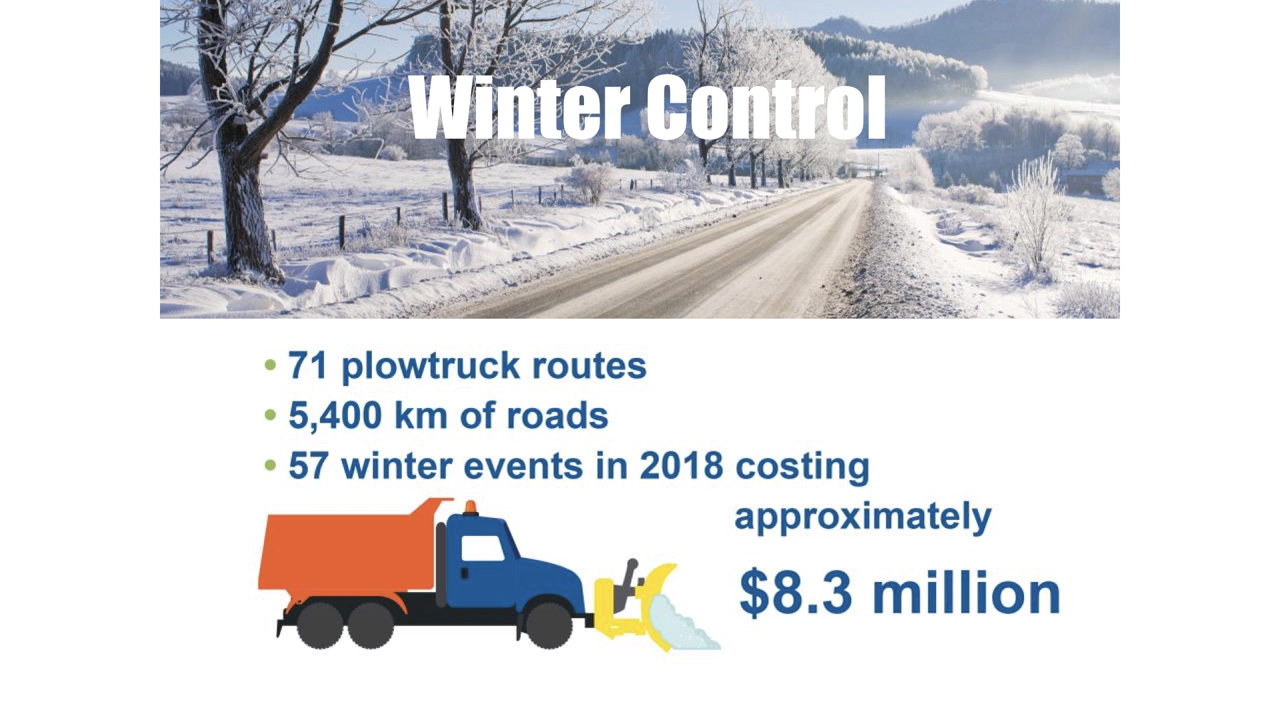 Winter Control
• 71 plowtruck routes
• 5,400 km of roads
• 57 winter events in 2018 costing
approximately
$8.3 million